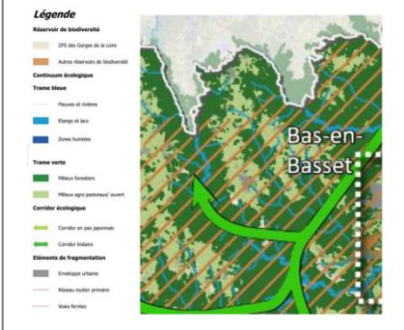 Légende
Réservoir de biodiversité
ZPS des Gorges de la Loire
Autres réservoirs de biodiversité
Continuum écologique
Trame bleue
Fleuves et rivières
Etangs et lacs
Zones humides
Trame verte
Milieux forestiers
Milieux agro pastoraux/ ouvert
Corridor écologique
Corridor en pas japonnais
Corridor linéaire
Eléments de fragmentation
Enveloppe urbaine
Réseau routier primaire
Voies ferrées
Bas-en-
Basset